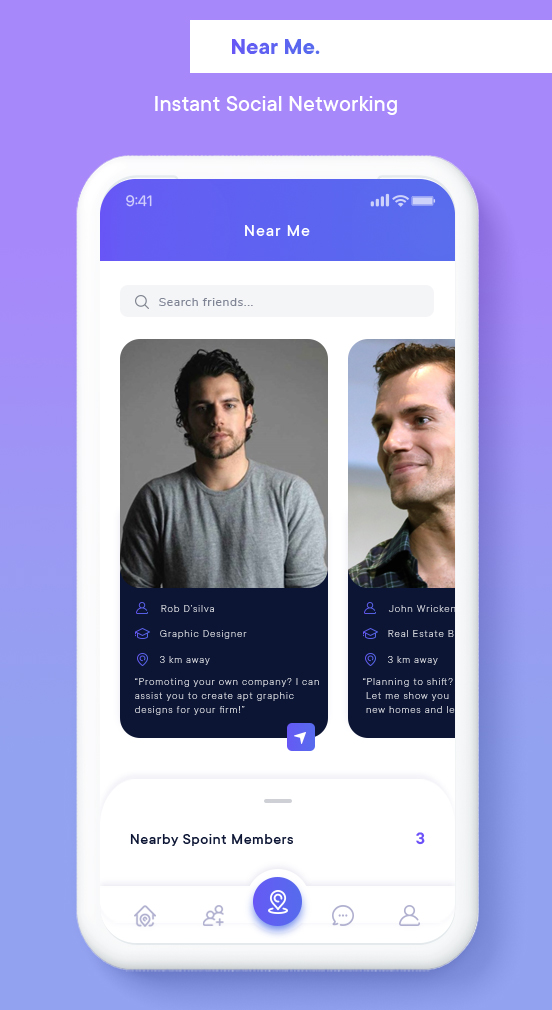 Near Me.
Instant Social Networking
9:41
Near Me
Search friends...
Rob D'silva
Graphic Designer
3 km away
“Promoting your own company? I can
assist you to create apt graphic
designs for your firm!”
John Wricken
Real Estate B
3 km away
“Planning to shift?
Let me show you
new homes and le
Nearby Spoint Members
3